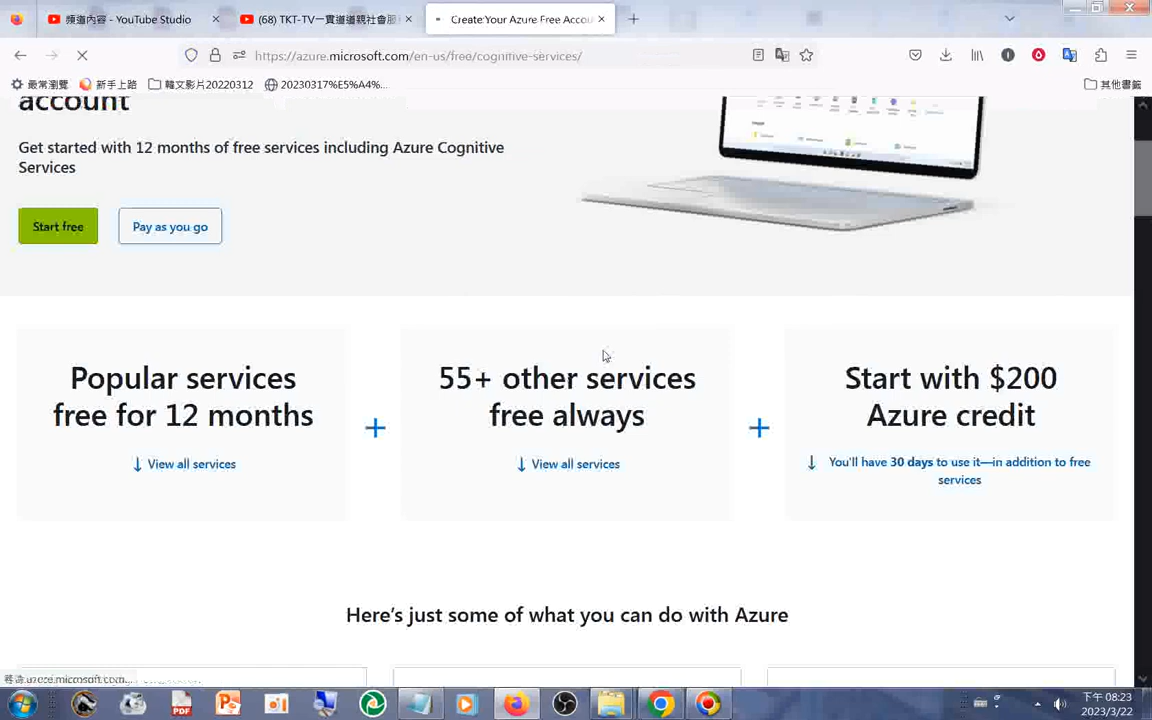 頻道內容 - YouTube Studio
(68) TKT-TV一貫道道親社會服
Create Your Azure Free Accou
https://azure.microsoft.com/en-us/free/cognitive-services/
最常瀏覽
新手上路
韓文影片20220312
20230317%E5%A4%...
其他書籤
account
Get started with 12 months of free services including Azure Cognitive
Services
Start free
Pay as you go
Popular services
free for 12 months
View all services
+
55+ other services
free always
View all services
+
Start with $200
Azure credit
You'll have 30 days to use it—in addition to free
services
Here's just some of what you can do with Azure
下午 08:23
2023/3/22